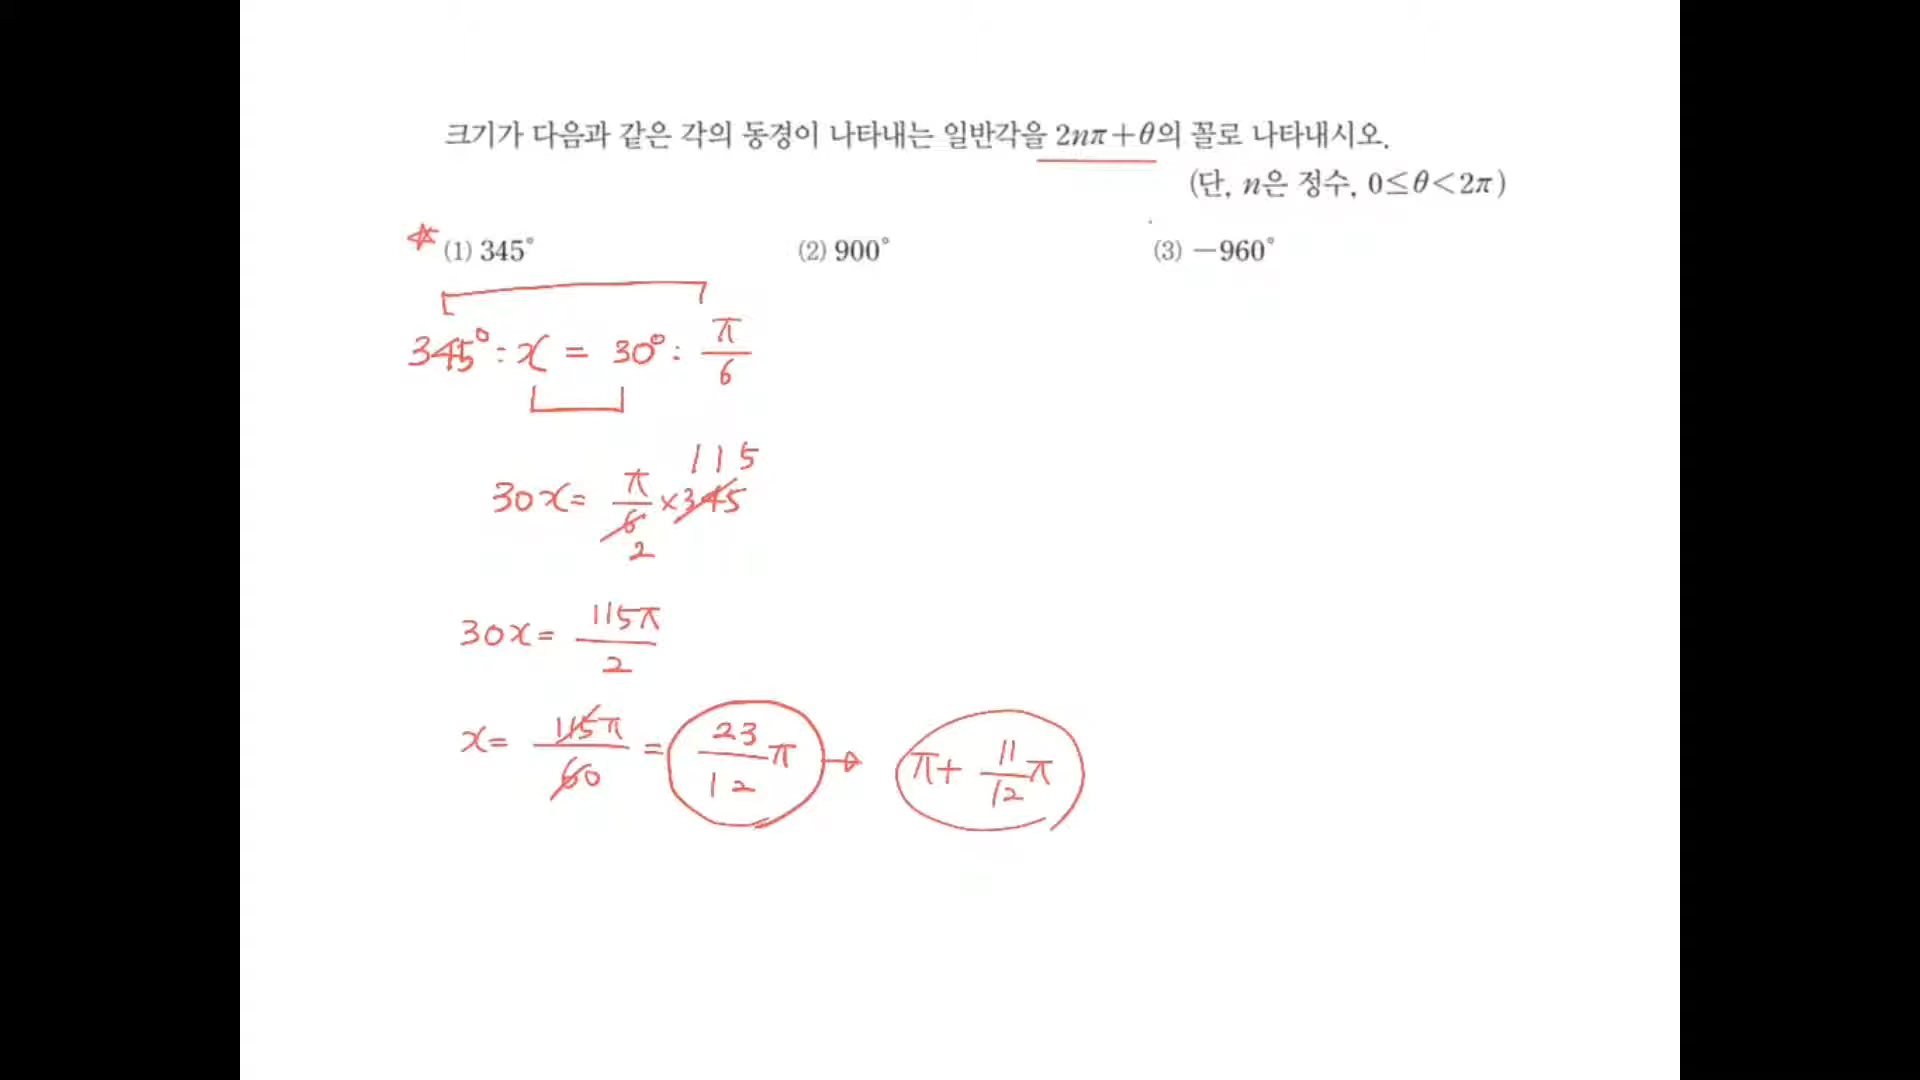 크기가 다음과 같은 각의 동경이 나타내는 일반각을 2nπ+θ의 꼴로 나타내시오.
(단, n은 정수, 0≤θ<2π)
(1) 345° (2) 900° (3) −960°
345° : x = 30° : π/6
115
30x = π/6 × 345
2
30x = 115π/2
x = 115π/60 = 23/12 π → π + 11/12 π